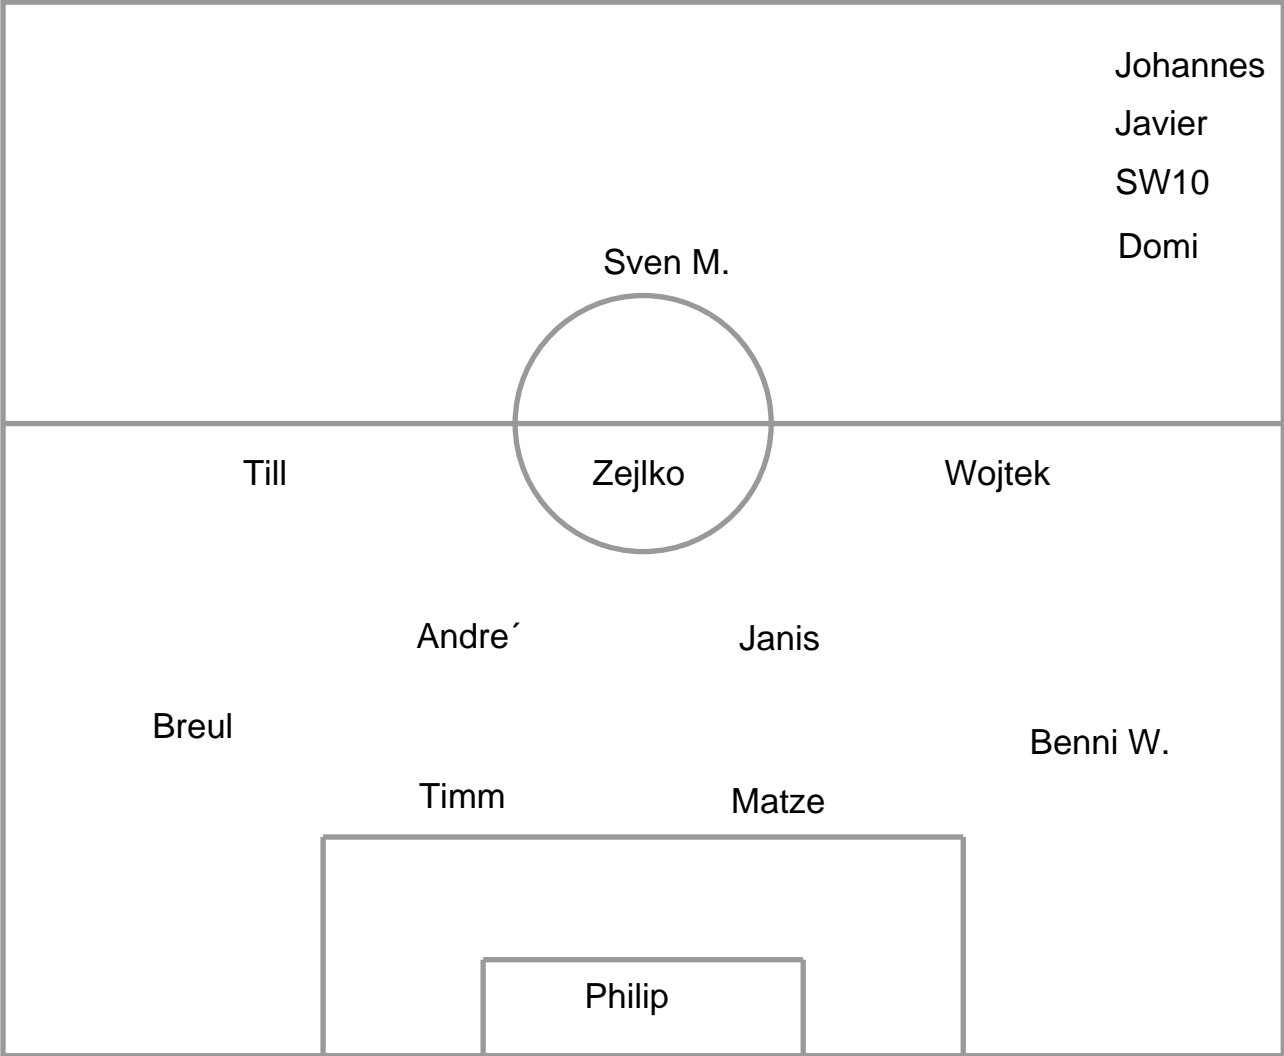 Johannes
Javier
SW10
Domi
Sven M.
Till Zejlko Wojtek
Andre´ Janis
Breul Benni W.
Timm Matze
Philip